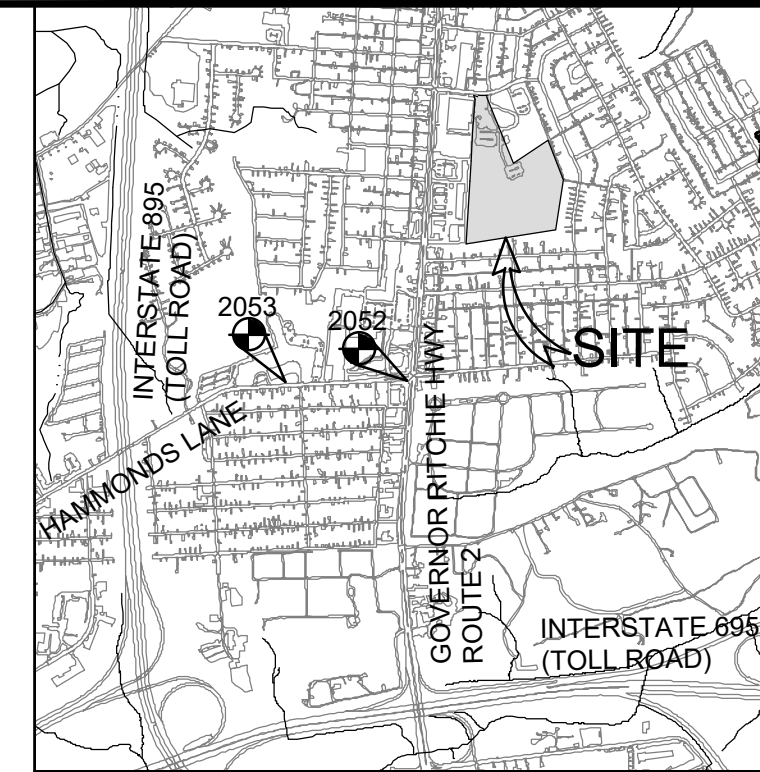 INTERSTATE 895
(TOLL ROAD)
2053
2052
SITE
HAMMONDS LANE
GOVERNOR RITCHIE HWY
ROUTE 2
INTERSTATE 695
(TOLL ROAD)